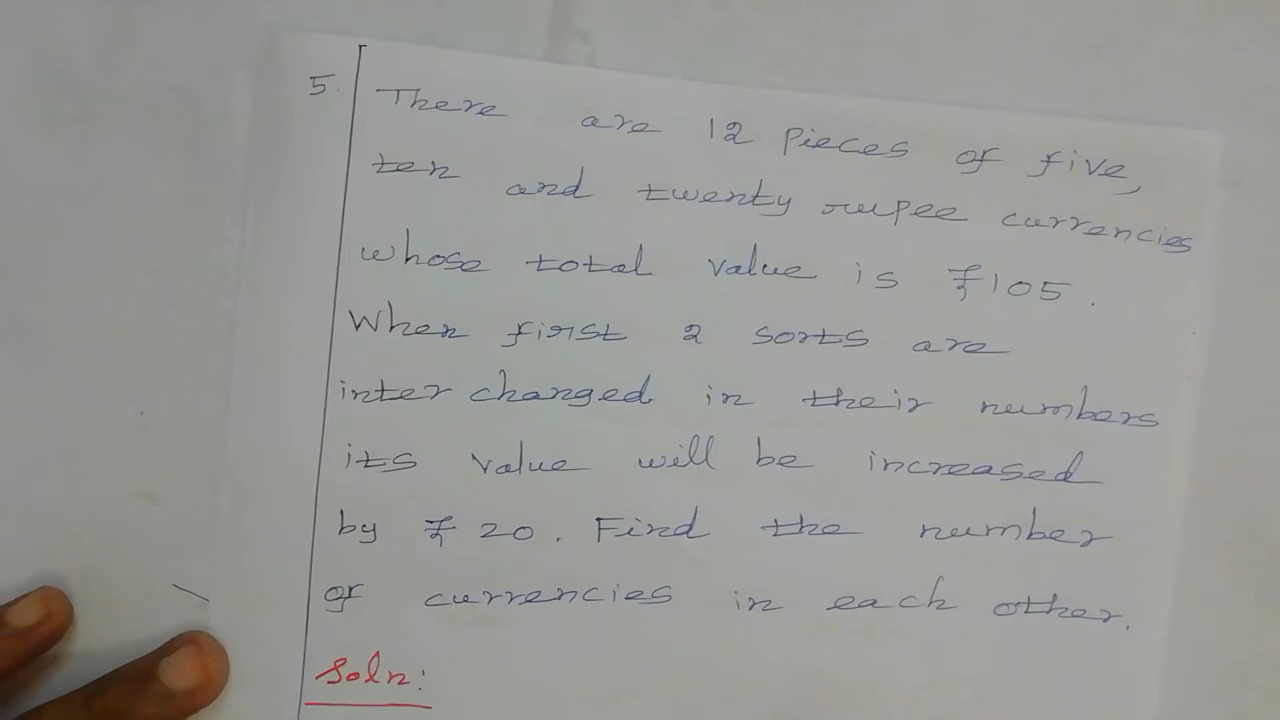 5. There are 12 pieces of five,
ten and twenty rupee currencies
whose total value is ₹105.
When first 2 sorts are
inter changed in their numbers
its value will be increased
by ₹ 20. Find the number
of currencies in each other.
Soln: